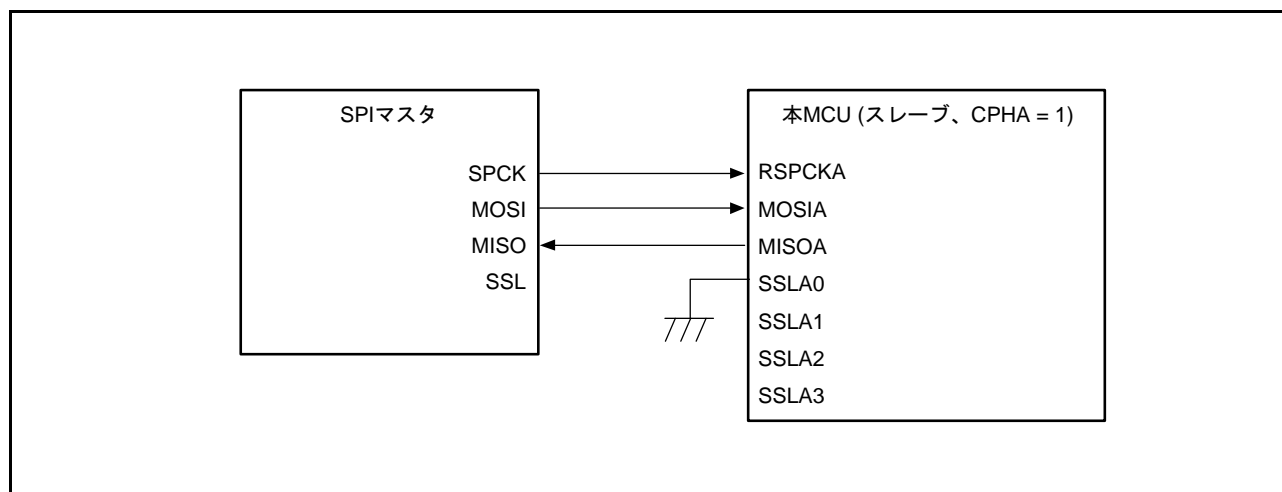 SPIマスタ
SPCK
MOSI
MISO
SSL
本MCU (スレーブ、CPHA = 1)
RSPCKA
MOSIA
MISOA
SSLA0
SSLA1
SSLA2
SSLA3